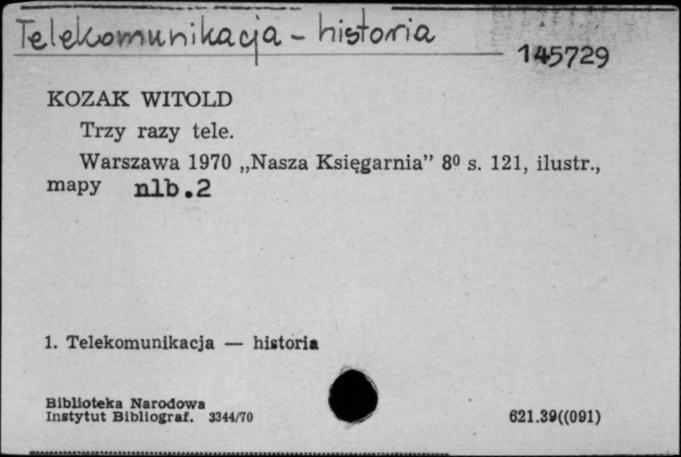 Telekomunikacja - historia
145729
KOZAK WITOLD
Trzy razy tele.
Warszawa 1970 „Nasza Księgarnia” 8⁰ s. 121, ilustr.,
mapy nlb.2
1. Telekomunikacja — historia
Biblioteka Narodowa
Instytut Bibliograf. 3344/70
621.39((091)